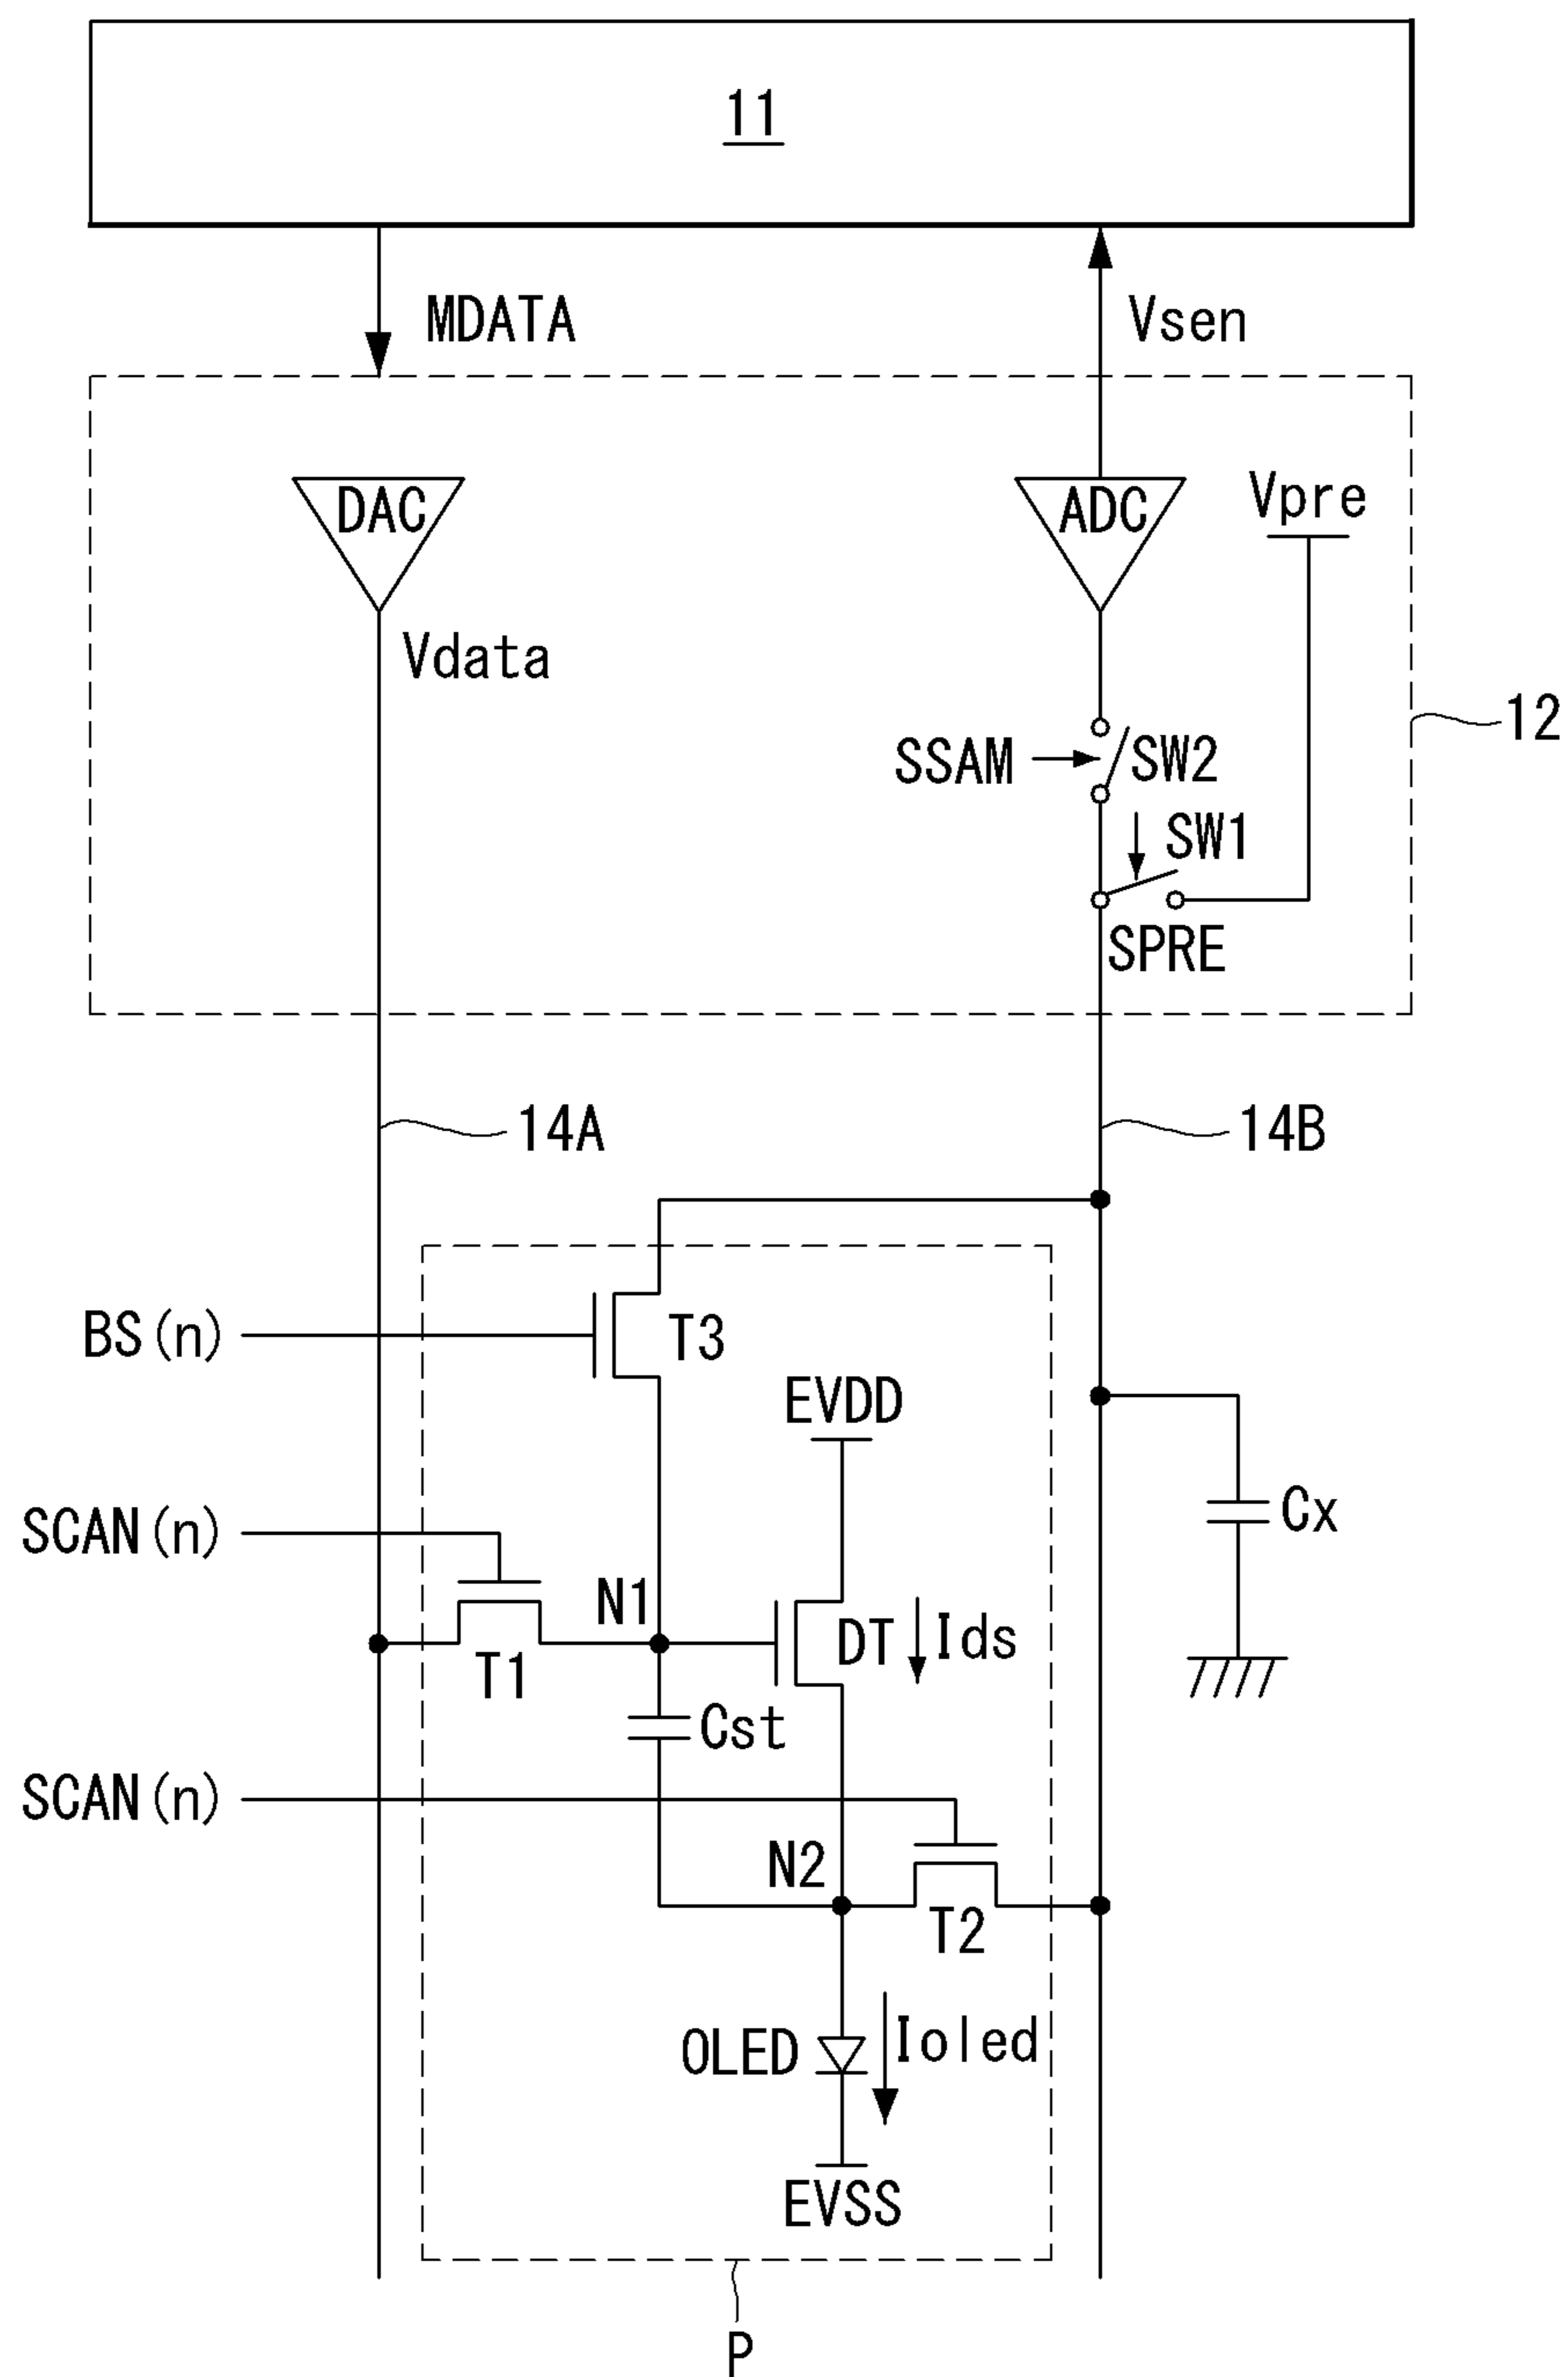 11
MDATA
Vsen
DAC
ADC
Vpre
Vdata
12
SSAM
SW2
SW1
SPRE
14A
14B
BS(n)
T3
EVDD
Cx
SCAN(n)
N1
DT
Ids
T1
Cst
SCAN(n)
N2
T2
OLED
Ioled
EVSS
P